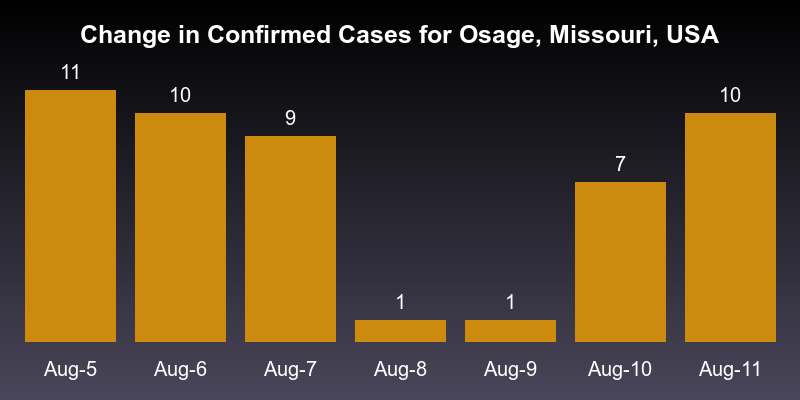 Change in Confirmed Cases for Osage, Missouri, USA
11
10
9
1
1
7
10
Aug-5
Aug-6
Aug-7
Aug-8
Aug-9
Aug-10
Aug-11